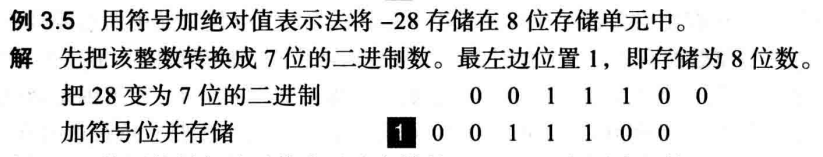 例 3.5 用符号加绝对值表示法将 –28 存储在 8 位存储单元中。
解 先把该整数转换成 7 位的二进制数。最左边位置 1，即存储为 8 位数。
把 28 变为 7 位的二进制 0 0 1 1 1 0 0
加符号位并存储 1 0 0 1 1 1 0 0